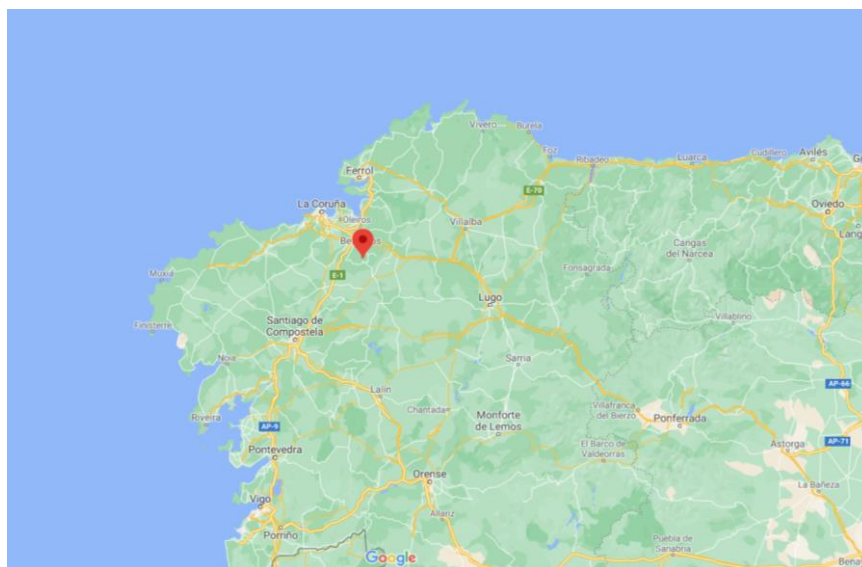 Vivero
Burela
Foz
Ribadeo
Luarca
Cudillero
Avilés
Ferrol
E-70
La Coruña
Oleiros
Villalba
Oviedo
Cangas
del Narcea
Muxía
E-1
Fonsagrada
Lugo
Finisterre
Santiago de
Compostela
Villablino
Noia
Sarria
AP-66
Lalín
Riveira
Chantada
Villafranca
del Bierzo
Monforte
de Lemos
Ponferrada
AP-9
AP-71
El Barco de
Valdeorras
Astorga
Pontevedra
Orense
La Bañeza
Vigo
Allariz
Porriño
Puebla de
Sanabria
Google